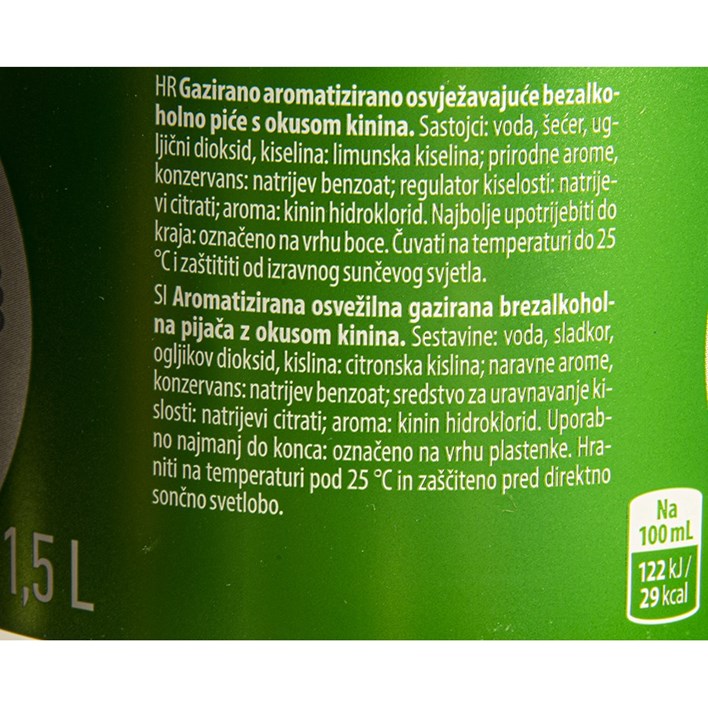 HR Gazirano aromatizirano osvježavajuće bezalko-
holno piće s okusom kinina. Sastojci: voda, šećer, ug-
ljični dioksid, kiselina: limunska kiselina; prirodne arome,
konzervans: natrijev benzoat; regulator kiselosti: natrije-
vi citrati; aroma: kinin hidroklorid. Najbolje upotrijebiti do
kraja: označeno na vrhu boce. Čuvati na temperaturi do 25
°C i zaštititi od izravnog sunčevog svjetla.
SI Aromatizirana osvežilna gazirana brezalkohol-
na pijača z okusom kinina. Sestavine: voda, sladkor,
ogljikov dioksid, kislina: citronska kislina; naravne arome,
konzervans: natrijev benzoat; sredstvo za uravnavanje ki-
slosti: natrijevi citrati; aroma: kinin hidroklorid. Uporab-
no najmanj do konca: označeno na vrhu plastenke. Hra-
niti na temperaturi pod 25 °C in zaščiteno pred direktno
sončno svetlobo.
1,5 L
Na
100 mL
122 kJ /
29 kcal